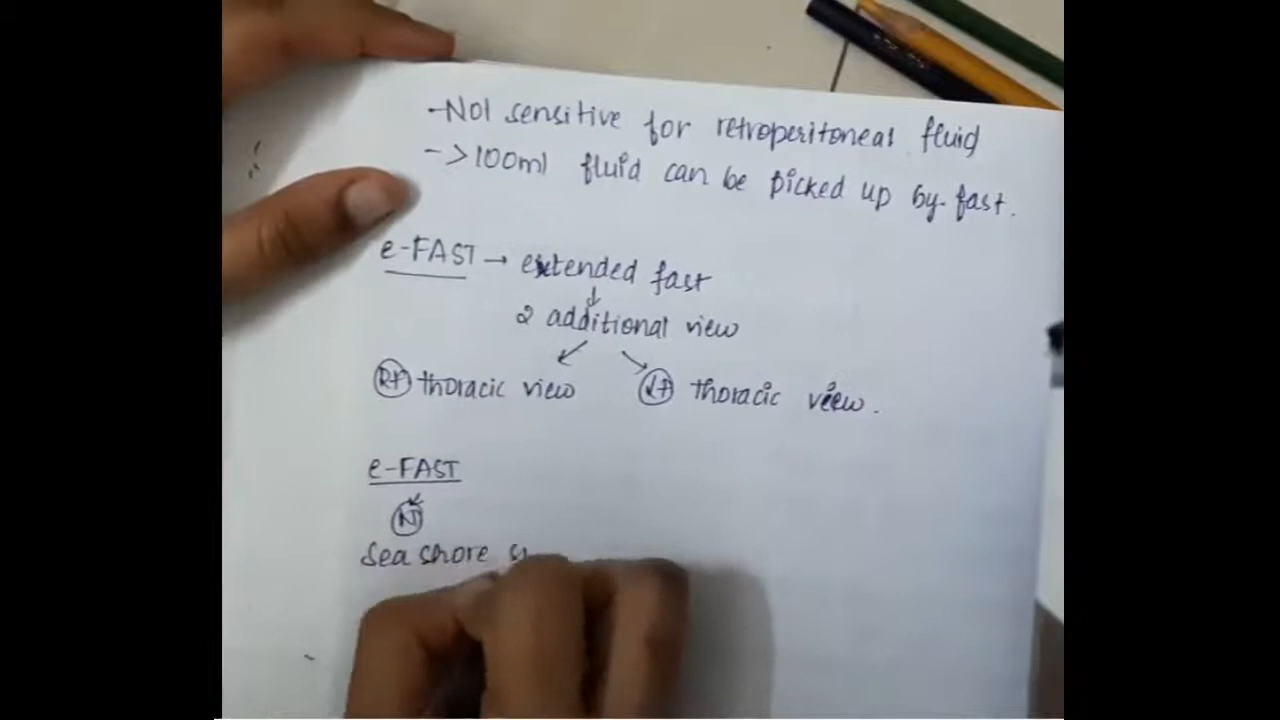 -Not sensitive for retroperitoneal fluid
- >100ml fluid can be picked up by fast.
e-FAST → extended fast
↓
2 additional view
Rt thoracic view Lt thoracic view.
e-FAST
N
Sea shore